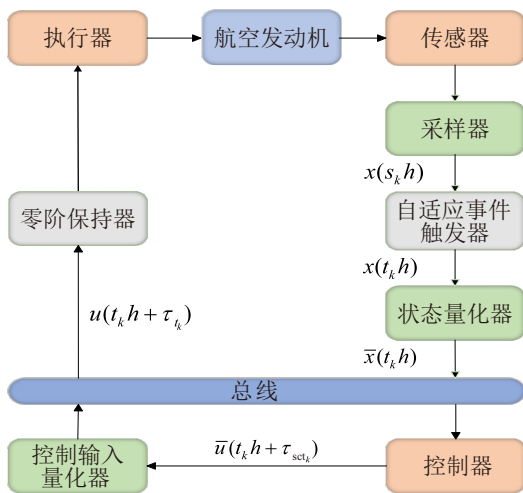 执行器
航空发动机
传感器
采样器
x(s_k h)
零阶保持器
自适应事件
触发器
x(t_k h)
u(t_k h + τ_{t_k})
状态量化器
x̅(t_k h)
总线
控制输入
量化器
u̅(t_k h + τ_{sct_k})
控制器